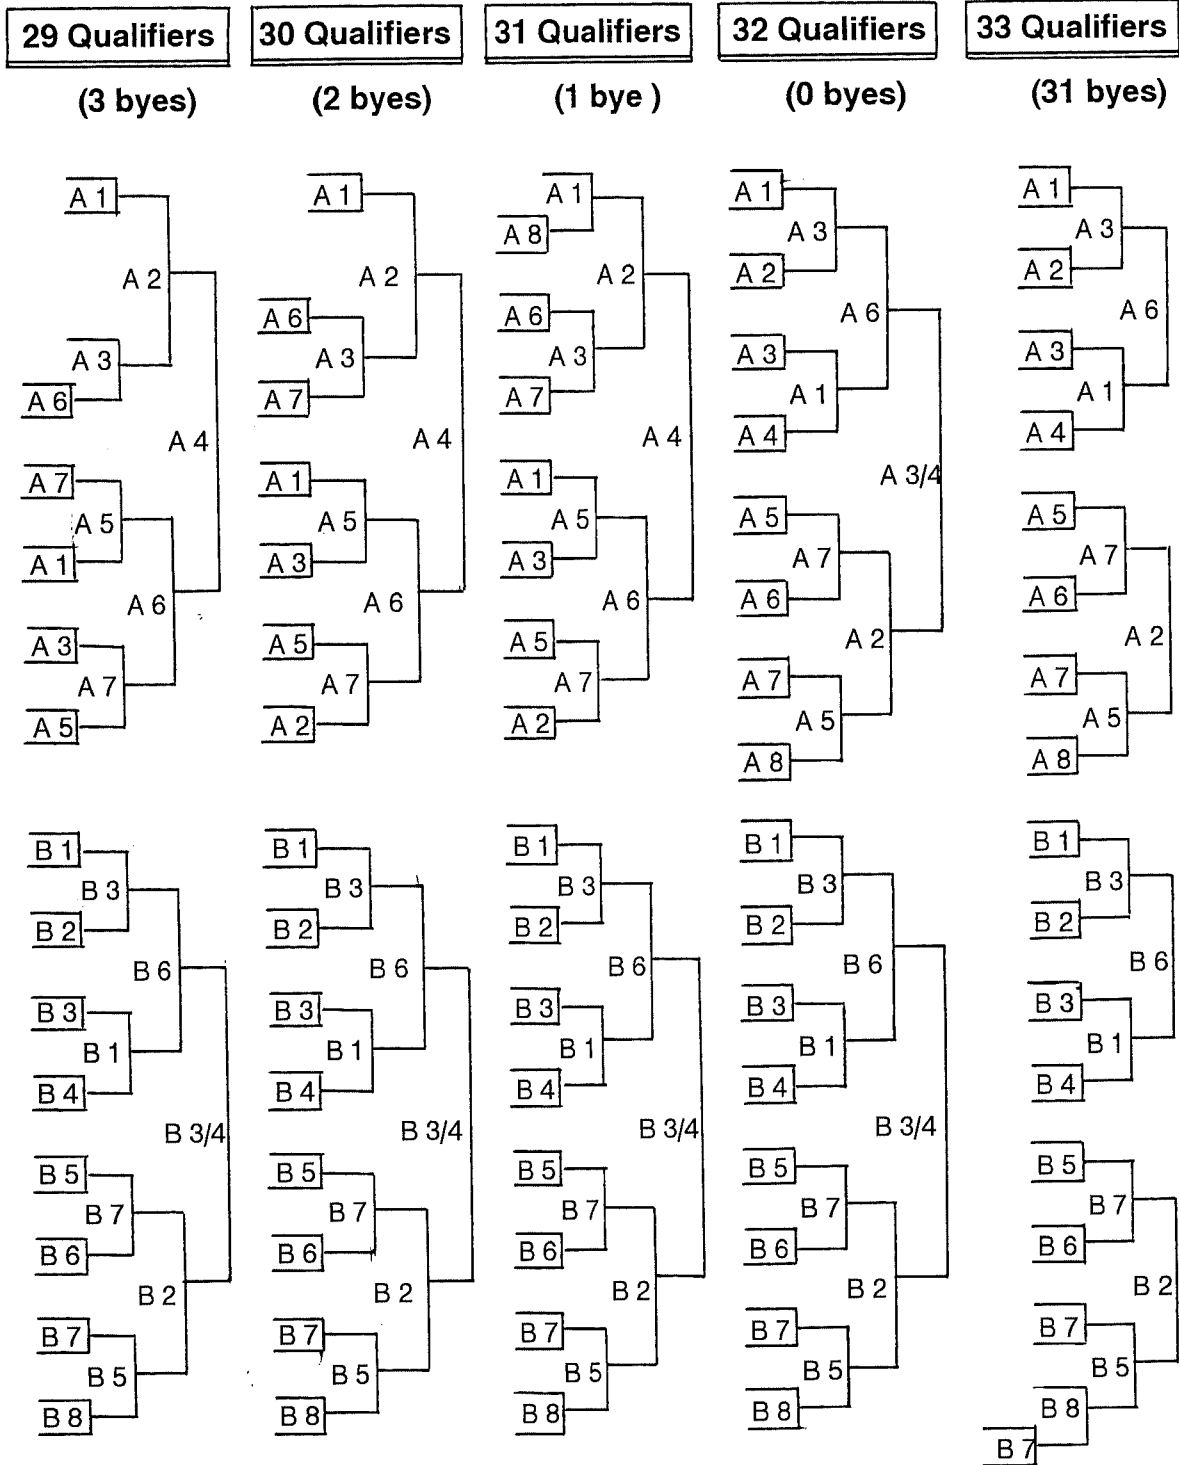 29 Qualifiers
(3 byes)
A 1
A 2
A 3
A 6
A 4
A 7
A 5
A 1
A 6
A 3
A 7
A 5
B 1
B 3
B 2
B 6
B 3
B 1
B 4
B 3/4
B 5
B 7
B 6
B 2
B 7
B 5
B 8
30 Qualifiers
(2 byes)
A 1
A 2
A 6
A 3
A 7
A 4
A 1
A 5
A 3
A 6
A 5
A 7
A 2
B 1
B 3
B 2
B 6
B 3
B 1
B 4
B 3/4
B 5
B 7
B 6
B 2
B 7
B 5
B 8
31 Qualifiers
(1 bye )
A 1
A 8
A 2
A 6
A 3
A 7
A 4
A 1
A 5
A 3
A 6
A 5
A 7
A 2
B 1
B 3
B 2
B 6
B 3
B 1
B 4
B 3/4
B 5
B 7
B 6
B 2
B 7
B 5
B 8
32 Qualifiers
(0 byes)
A 1
A 3
A 2
A 6
A 3
A 1
A 4
A 3/4
A 5
A 7
A 6
A 2
A 7
A 5
A 8
B 1
B 3
B 2
B 6
B 3
B 1
B 4
B 3/4
B 5
B 7
B 6
B 2
B 7
B 5
B 8
33 Qualifiers
(31 byes)
A 1
A 3
A 2
A 6
A 3
A 1
A 4
A 5
A 7
A 6
A 2
A 7
A 5
A 8
B 1
B 3
B 2
B 6
B 3
B 1
B 4
B 5
B 7
B 6
B 2
B 7
B 5
B 8
B 7